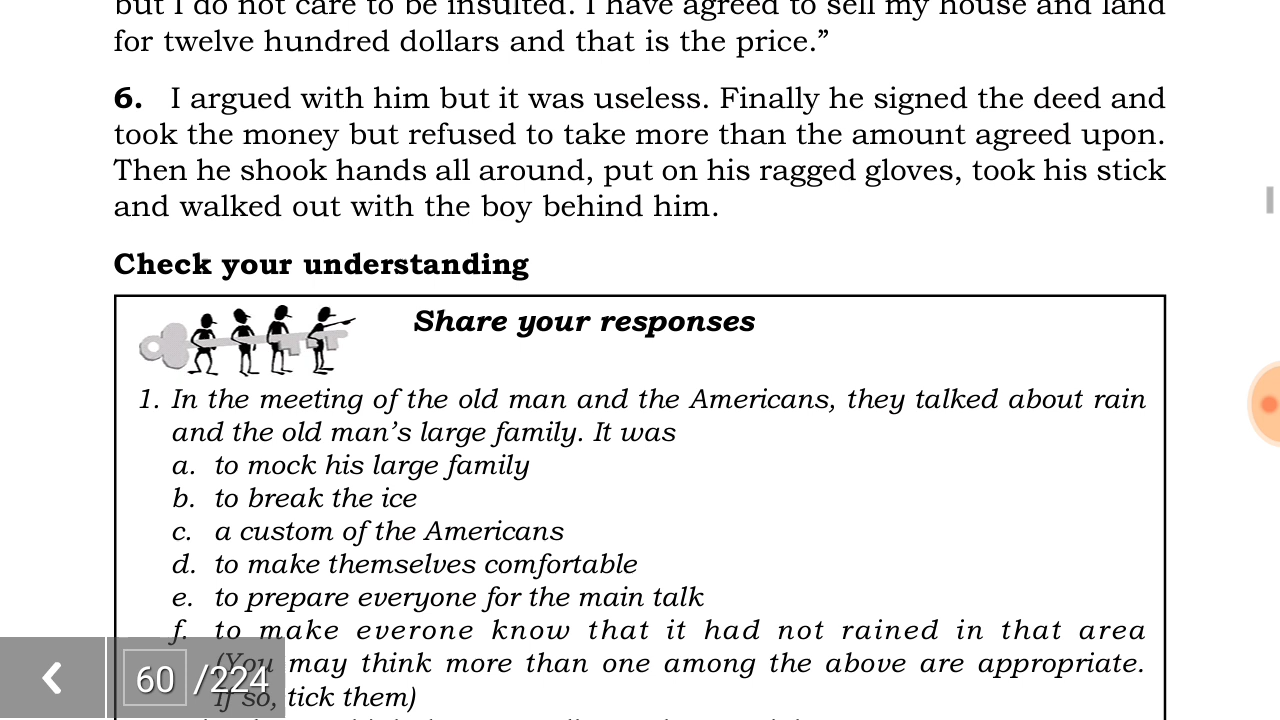 but I do not care to be insulted. I have agreed to sell my house and land
for twelve hundred dollars and that is the price.”
6. I argued with him but it was useless. Finally he signed the deed and
took the money but refused to take more than the amount agreed upon.
Then he shook hands all around, put on his ragged gloves, took his stick
and walked out with the boy behind him.
Check your understanding
Share your responses
1. In the meeting of the old man and the Americans, they talked about rain
and the old man’s large family. It was
a. to mock his large family
b. to break the ice
c. a custom of the Americans
d. to make themselves comfortable
e. to prepare everyone for the main talk
f. to make everone know that it had not rained in that area
(You may think more than one among the above are appropriate.
If so, tick them)
60 /224